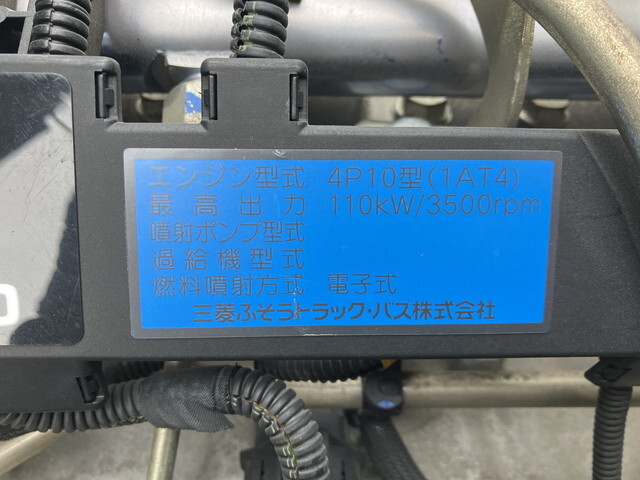 エンジン型式 4P10型(1AT4)
最高出力 110kW/3500rpm
噴射ポンプ型式
過給機型式
燃料噴射方式 電子式
三菱ふそうトラック・バス株式会社